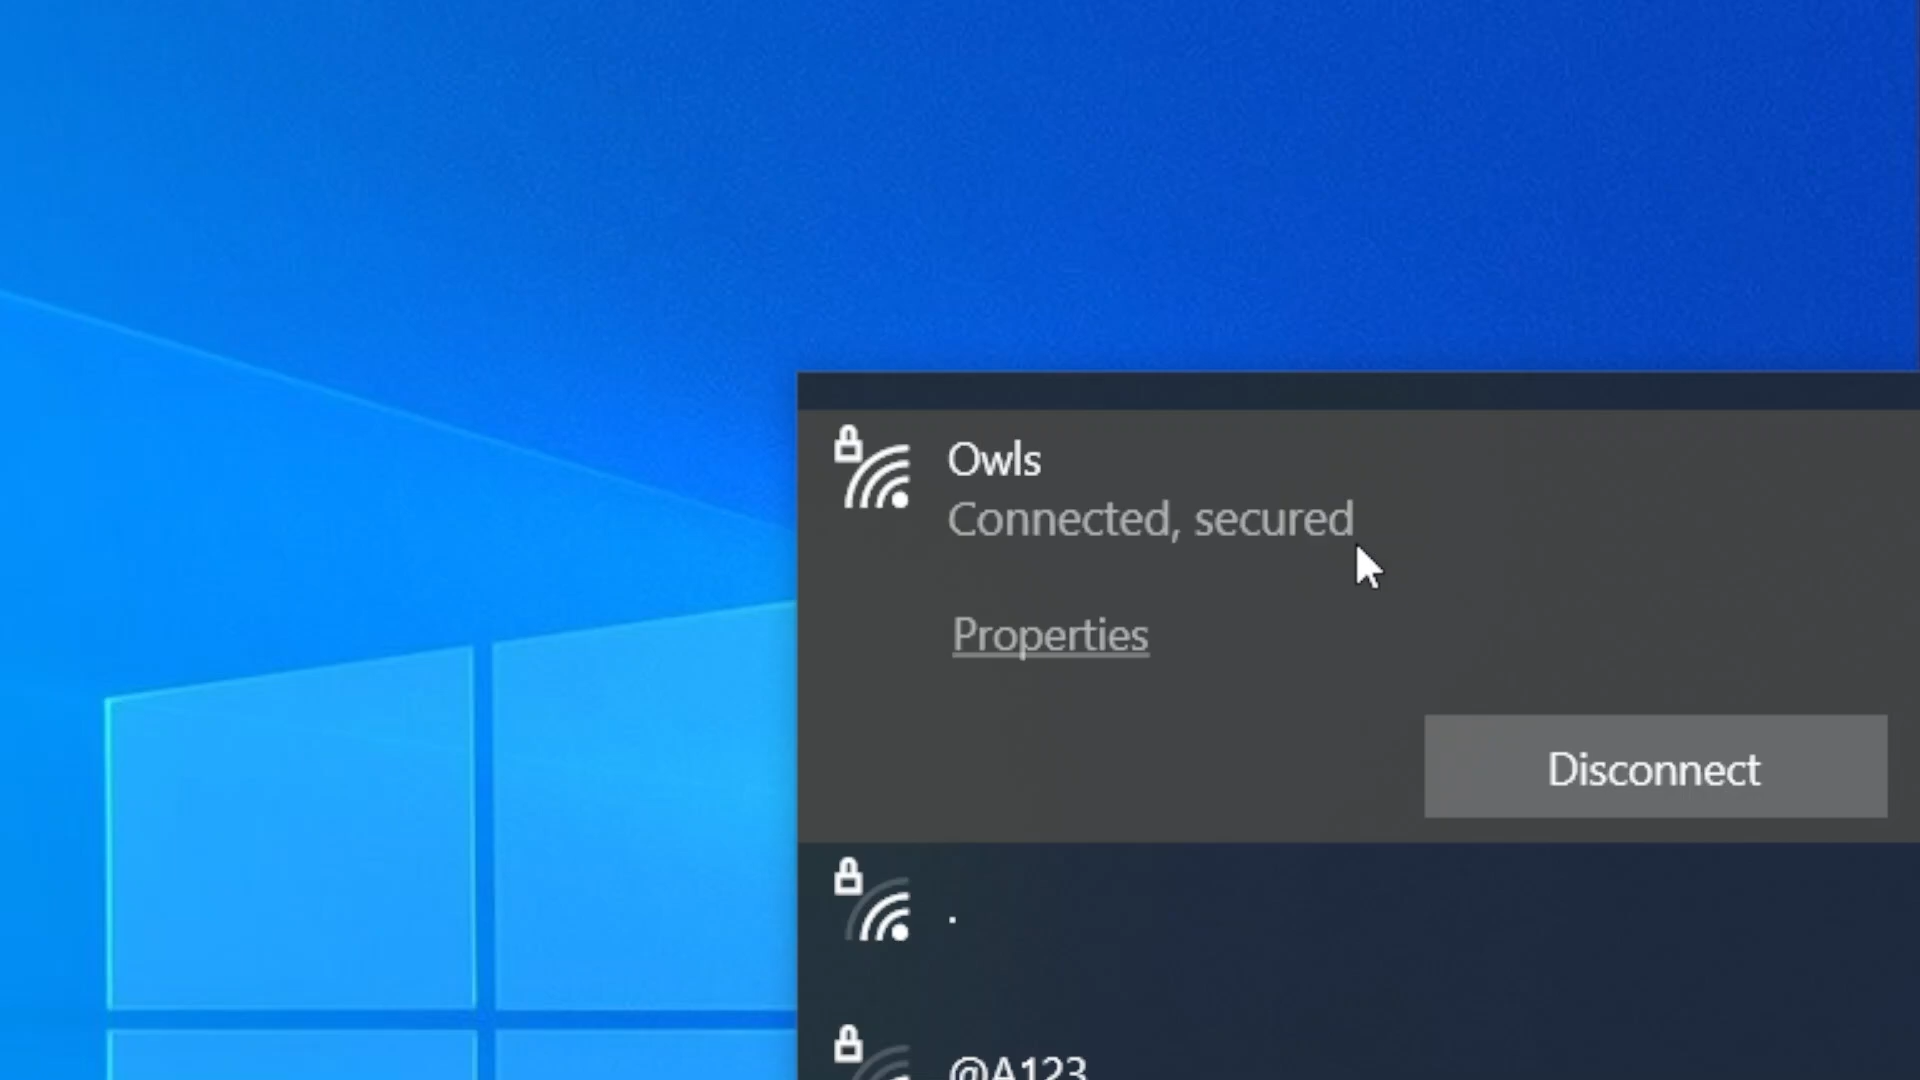 Owls
Connected, secured
Properties
Disconnect
.
@A123